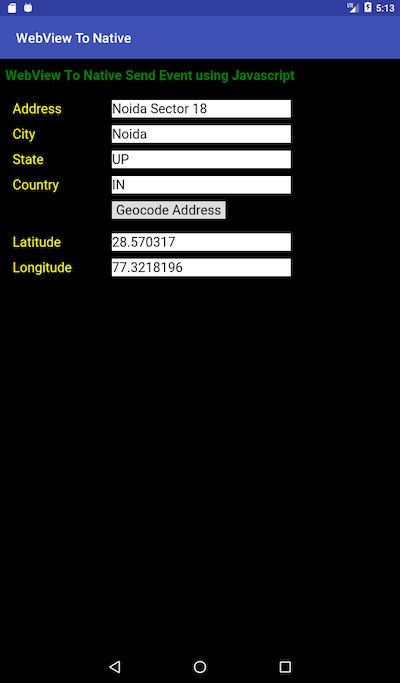 5:13
WebView To Native
WebView To Native Send Event using Javascript
Address Noida Sector 18
City Noida
State UP
Country IN
Geocode Address
Latitude 28.570317
Longitude 77.3218196